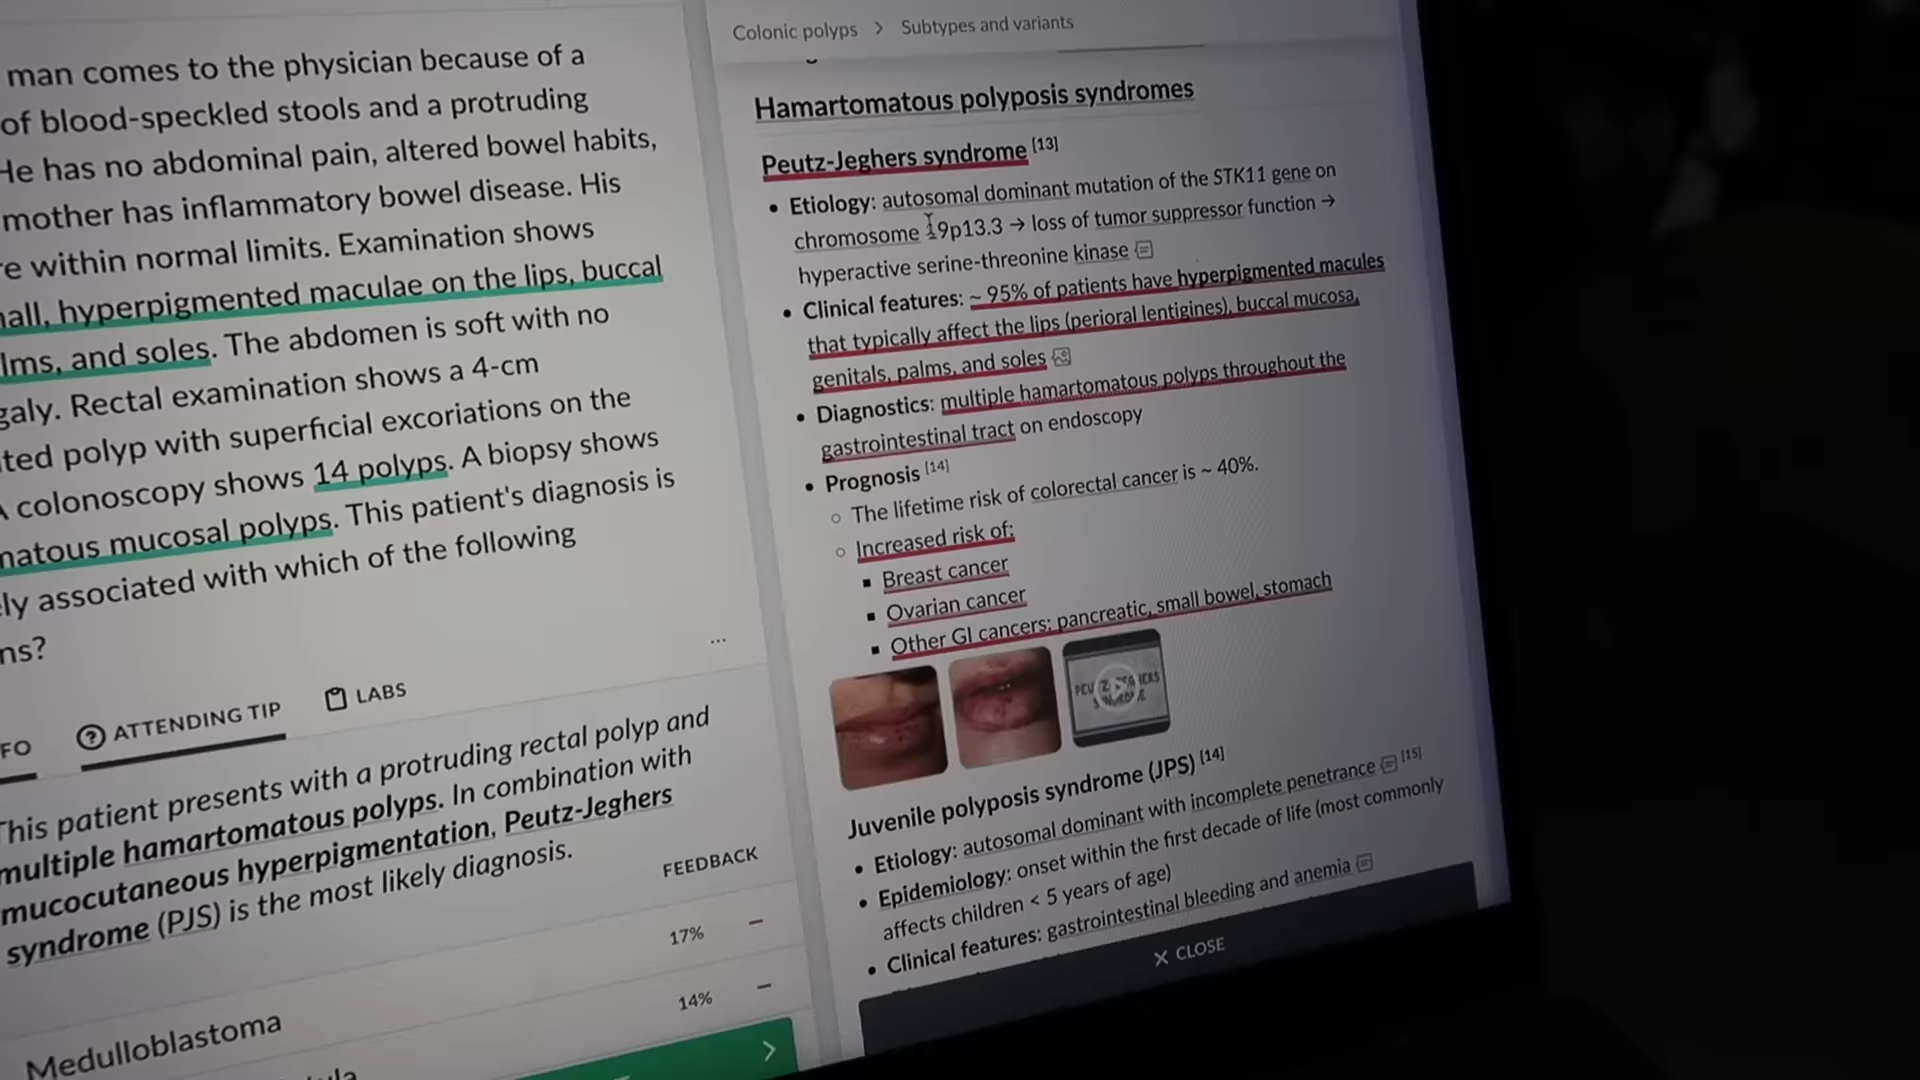 man comes to the physician because of a
of blood-speckled stools and a protruding
He has no abdominal pain, altered bowel habits,
mother has inflammatory bowel disease. His
within normal limits. Examination shows
hyperpigmented maculae on the lips, buccal
and soles. The abdomen is soft with no
Rectal examination shows a 4-cm
polyp with superficial excoriations on the
A colonoscopy shows 14 polyps. A biopsy shows
mucosal polyps. This patient's diagnosis is
associated with which of the following
?
...
FO
ATTENDING TIP
LABS
This patient presents with a protruding rectal polyp and
multiple hamartomatous polyps. In combination with
mucocutaneous hyperpigmentation, Peutz-Jeghers
syndrome (PJS) is the most likely diagnosis.
FEEDBACK
17%
14%
Medulloblastoma
Colonic polyps > Subtypes and variants
Hamartomatous polyposis syndromes
Peutz-Jeghers syndrome [13]
• Etiology: autosomal dominant mutation of the STK11 gene on
chromosome 19p13.3 → loss of tumor suppressor function →
hyperactive serine-threonine kinase
• Clinical features: ~ 95% of patients have hyperpigmented macules
that typically affect the lips (perioral lentigines), buccal mucosa,
genitals, palms, and soles
• Diagnostics: multiple hamartomatous polyps throughout the
gastrointestinal tract on endoscopy
• Prognosis [14]
The lifetime risk of colorectal cancer is ~ 40%.
Increased risk of:
Breast cancer
Ovarian cancer
Other GI cancers: pancreatic, small bowel, stomach
Juvenile polyposis syndrome (JPS) [14]
• Etiology: autosomal dominant with incomplete penetrance [15]
• Epidemiology: onset within the first decade of life (most commonly
affects children < 5 years of age)
• Clinical features: gastrointestinal bleeding and anemia
× CLOSE